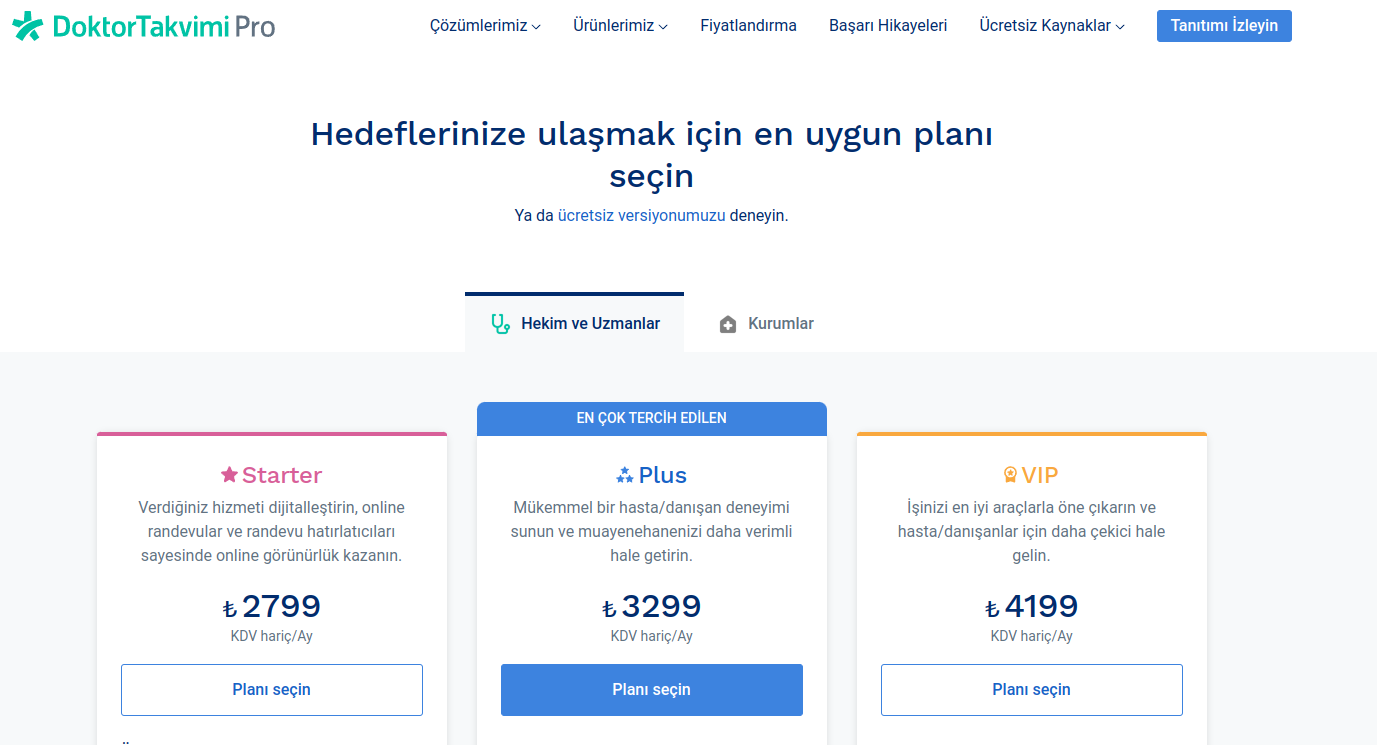 DoktorTakvimi Pro
Çözümlerimiz
Ürünlerimiz
Fiyatlandırma
Başarı Hikayeleri
Ücretsiz Kaynaklar
Tanıtımı İzleyin
Hedeflerinize ulaşmak için en uygun planı
seçin
Ya da ücretsiz versiyonumuzu deneyin.
Hekim ve Uzmanlar
Kurumlar
Starter
Verdiğiniz hizmeti dijitalleştirin, online
randevular ve randevu hatırlatıcıları
sayesinde online görünürlük kazanın.
₺ 2799
KDV hariç/Ay
Planı seçin
EN ÇOK TERCİH EDİLEN
Plus
Mükemmel bir hasta/danışan deneyimi
sunun ve muayenehanenizi daha verimli
hale getirin.
₺ 3299
KDV hariç/Ay
Planı seçin
VIP
İşinizi en iyi araçlarla öne çıkarın ve
hasta/danışanlar için daha çekici hale
gelin.
₺ 4199
KDV hariç/Ay
Planı seçin